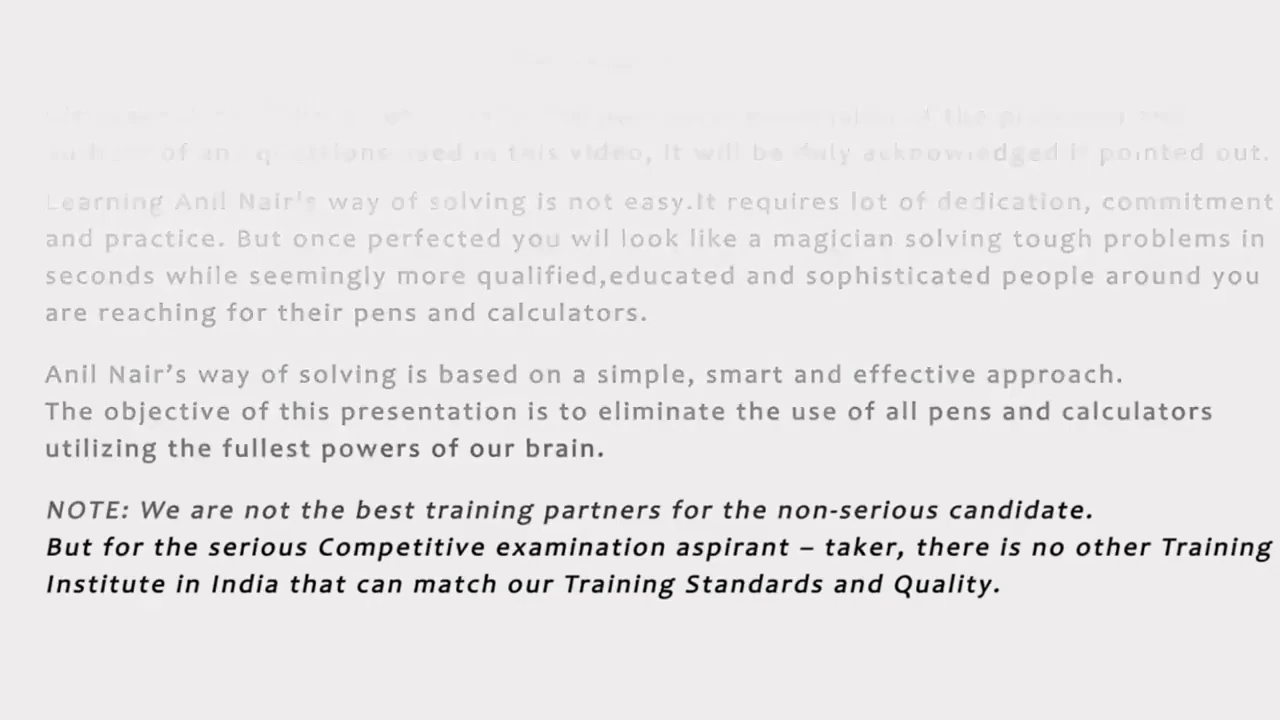 of any questions used in this video, it will be duly acknowledged if pointed out.
Learning Anil Nair's way of solving is not easy.It requires lot of dedication, commitment
and practice. But once perfected you wil look like a magician solving tough problems in
seconds while seemingly more qualified,educated and sophisticated people around you
are reaching for their pens and calculators.
Anil Nair’s way of solving is based on a simple, smart and effective approach.
The objective of this presentation is to eliminate the use of all pens and calculators
utilizing the fullest powers of our brain.
NOTE: We are not the best training partners for the non-serious candidate.
But for the serious Competitive examination aspirant – taker, there is no other Training
Institute in India that can match our Training Standards and Quality.